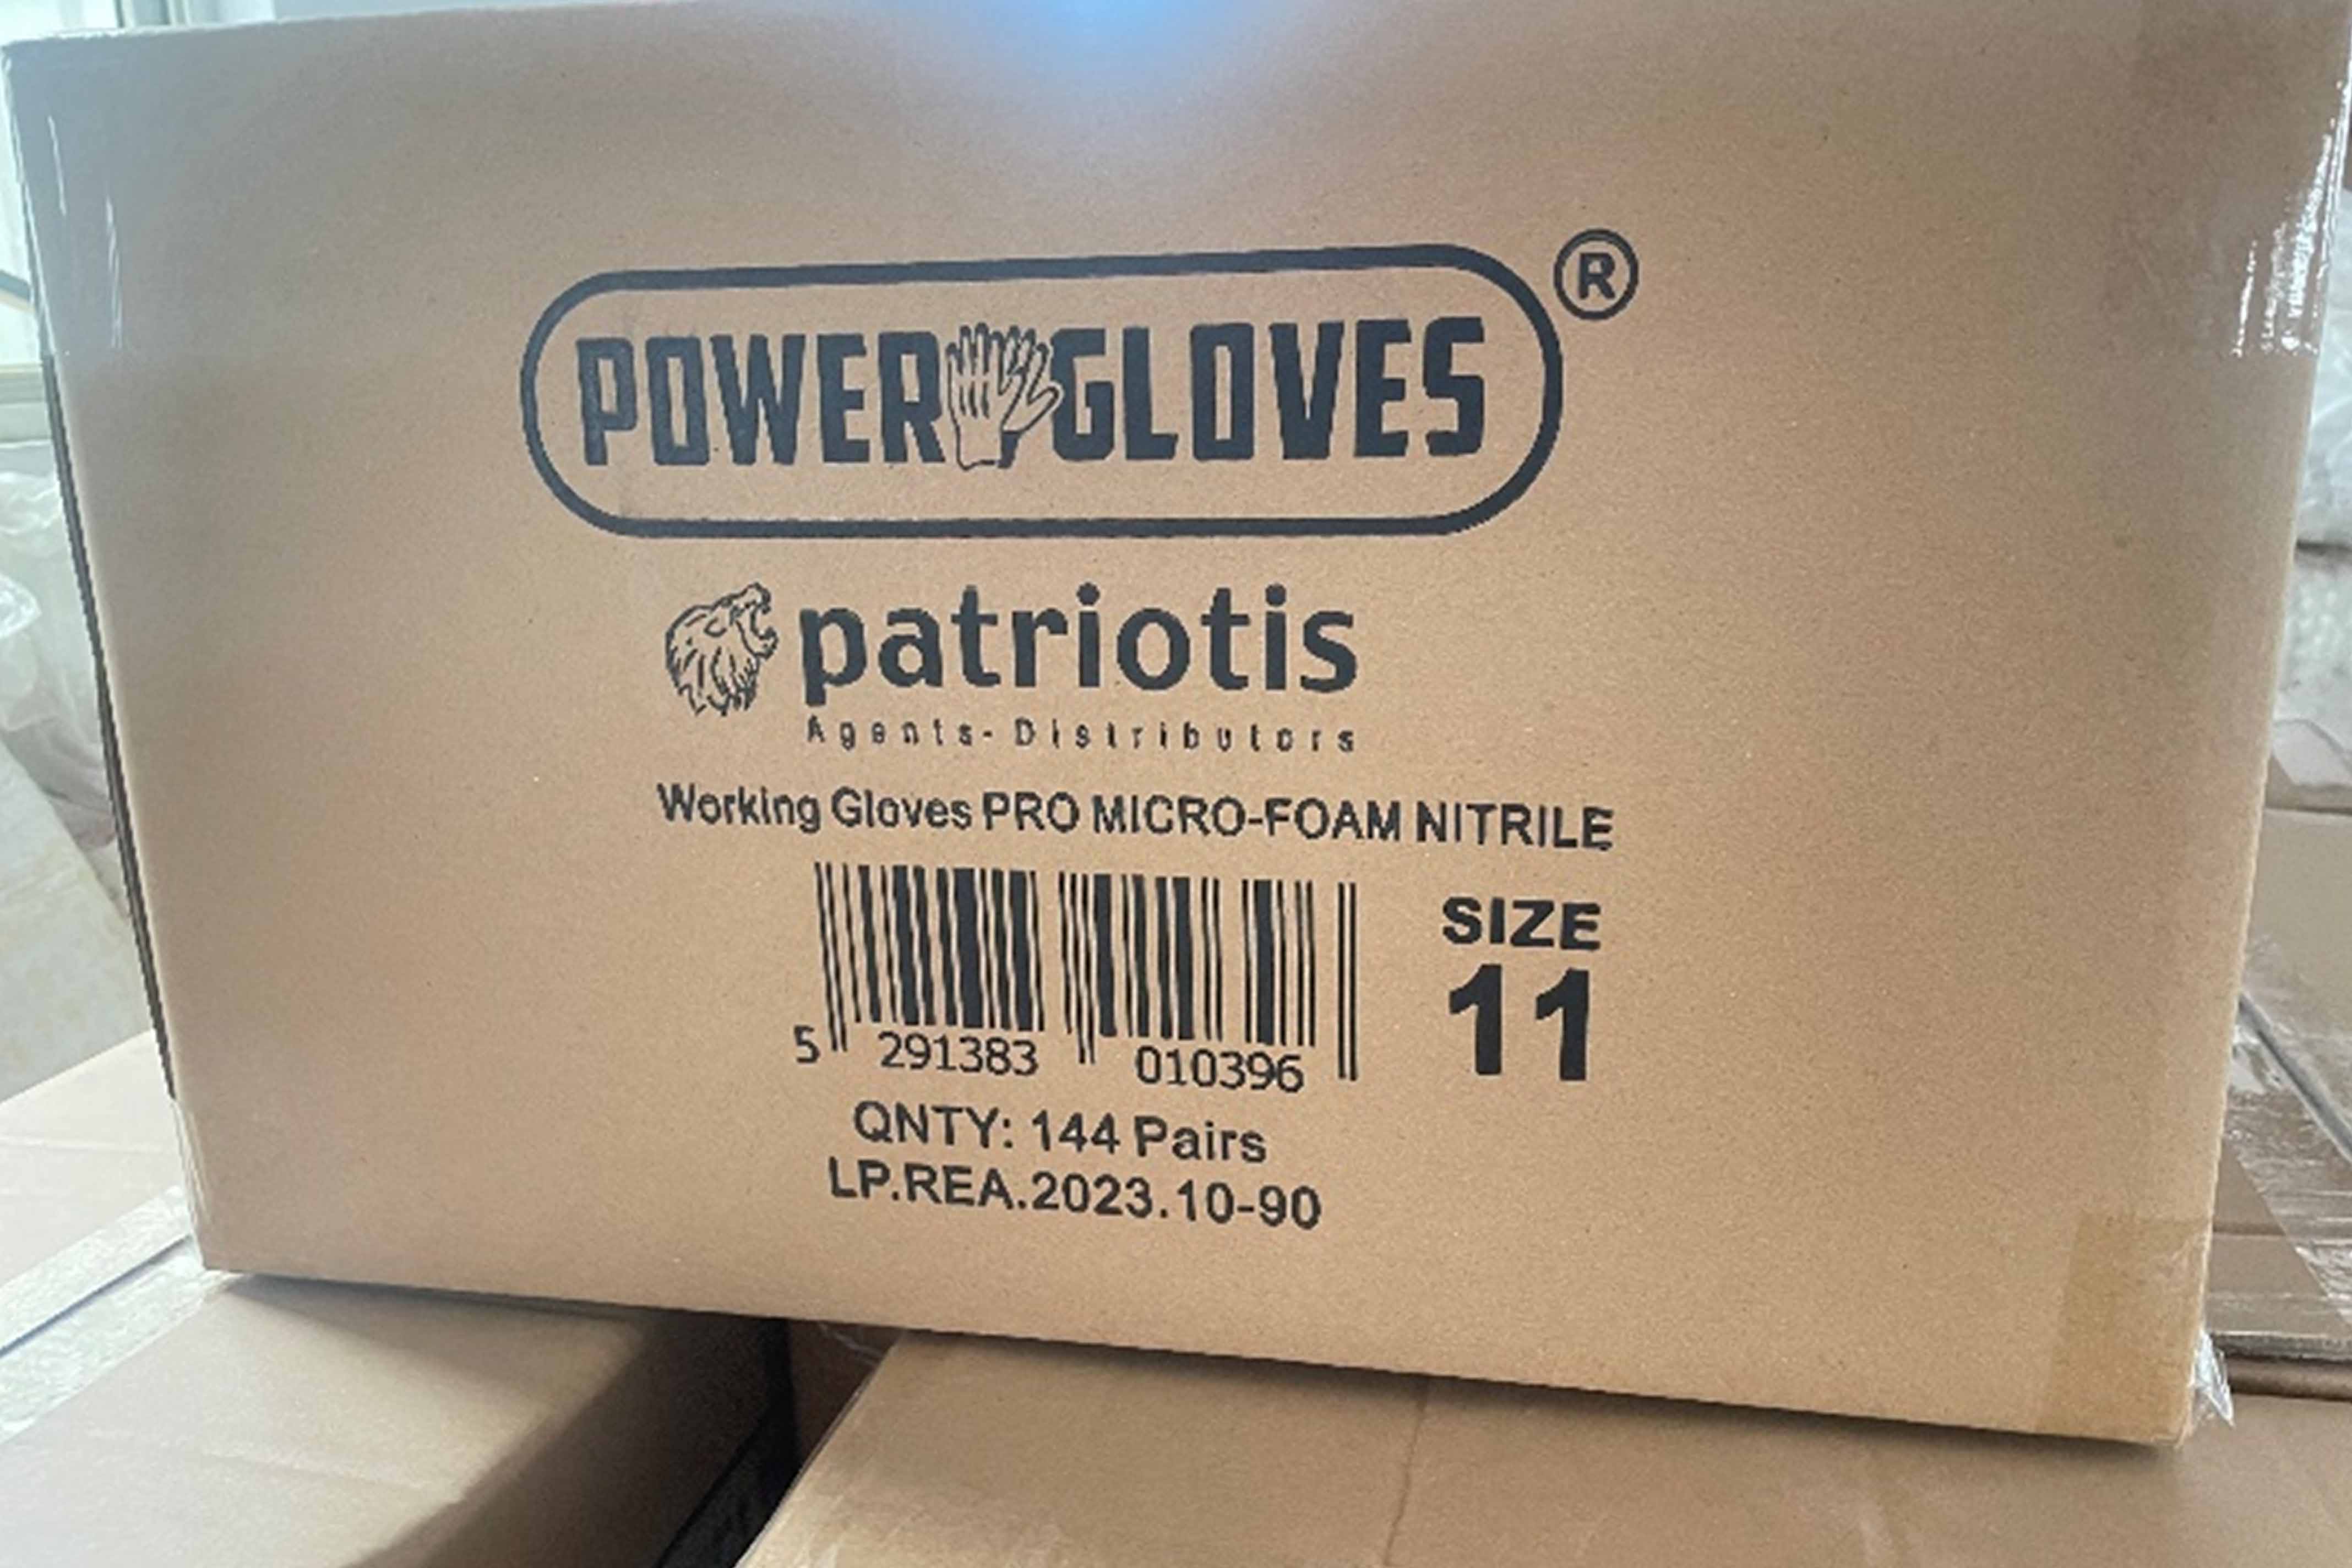 POWER GLOVES ®
patriotis
Agents-Distributors
Working Gloves PRO MICRO-FOAM NITRILE
SIZE
11
5 291383 010396
QNTY: 144 Pairs
LP.REA.2023.10-90